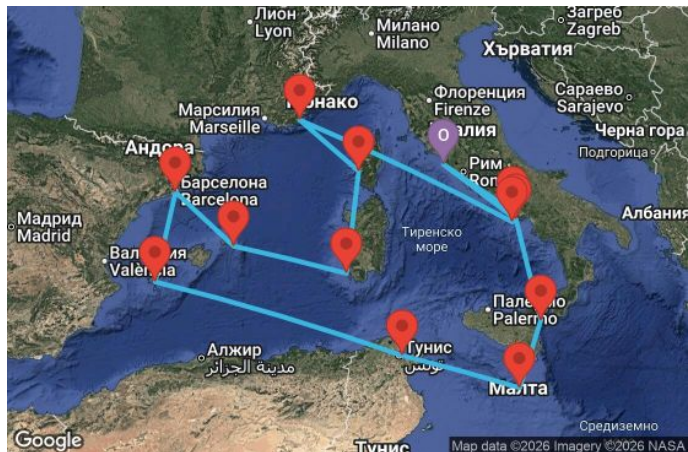 Лион
Lyon
Милано
Milano
Загреб
Zagreb
Хърватия
Монако
Флоренция
Firenze
Сараево
Sarajevo
Марсилия
Marseille
Италия
O
Черна гора
Подгорица
Андора
Рим
Барселона
Barcelona
Мадрид
Madrid
Албания
Тиренско
море
Валенсия
València
Палермо
Palermo
Алжир
مدينة الجزائر
Тунис
تونس
Малта
Средиземно
Тунис
Google
Map data ©2026 Imagery ©2026 NASA